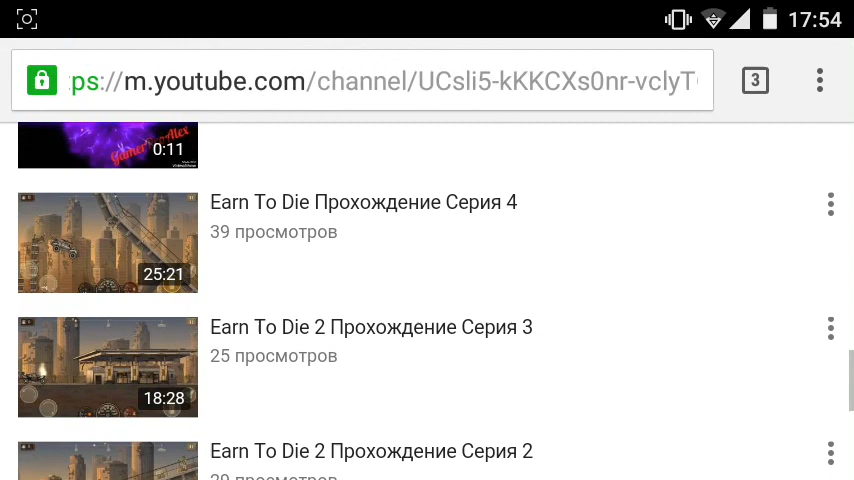 17:54
ps://m.youtube.com/channel/UCsli5-kKKCXs0nr-vclyT
3
0:11
Earn To Die Прохождение Серия 4
39 просмотров
25:21
Earn To Die 2 Прохождение Серия 3
25 просмотров
18:28
Earn To Die 2 Прохождение Серия 2
29 просмотров